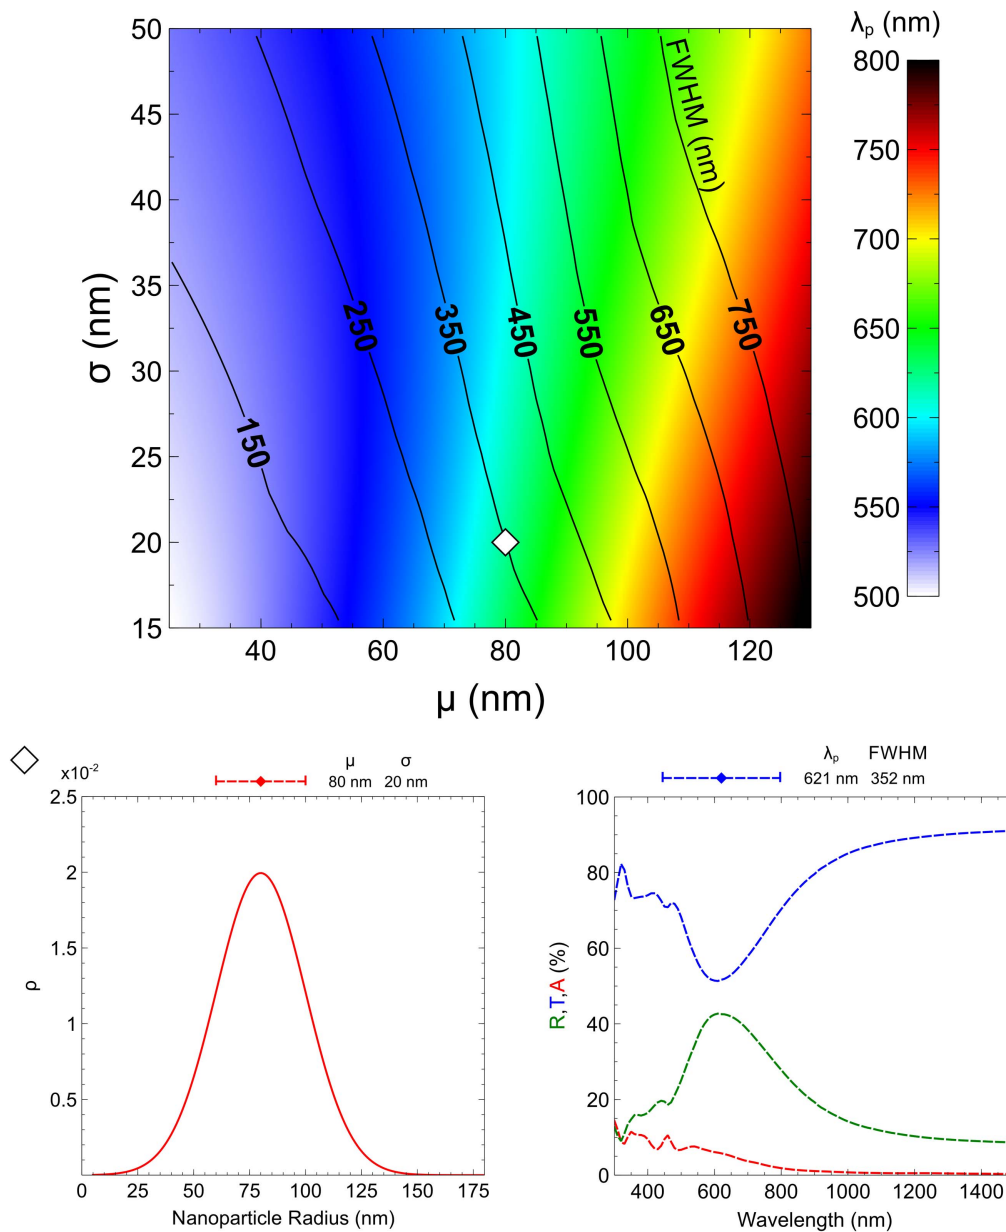 λp (nm)
50
45
40
35
30
25
20
15
σ (nm)
FWHM (nm)
150
250
350
450
550
650
750
40
60
80
100
120
μ (nm)
800
750
700
650
600
550
500
x10-2
μ σ
80 nm 20 nm
2.5
2
1.5
1
0.5
ρ
0 25 50 75 100 125 150 175
Nanoparticle Radius (nm)
λp FWHM
621 nm 352 nm
100
80
60
40
20
0
R,T,A (%)
400 600 800 1000 1200 1400
Wavelength (nm)